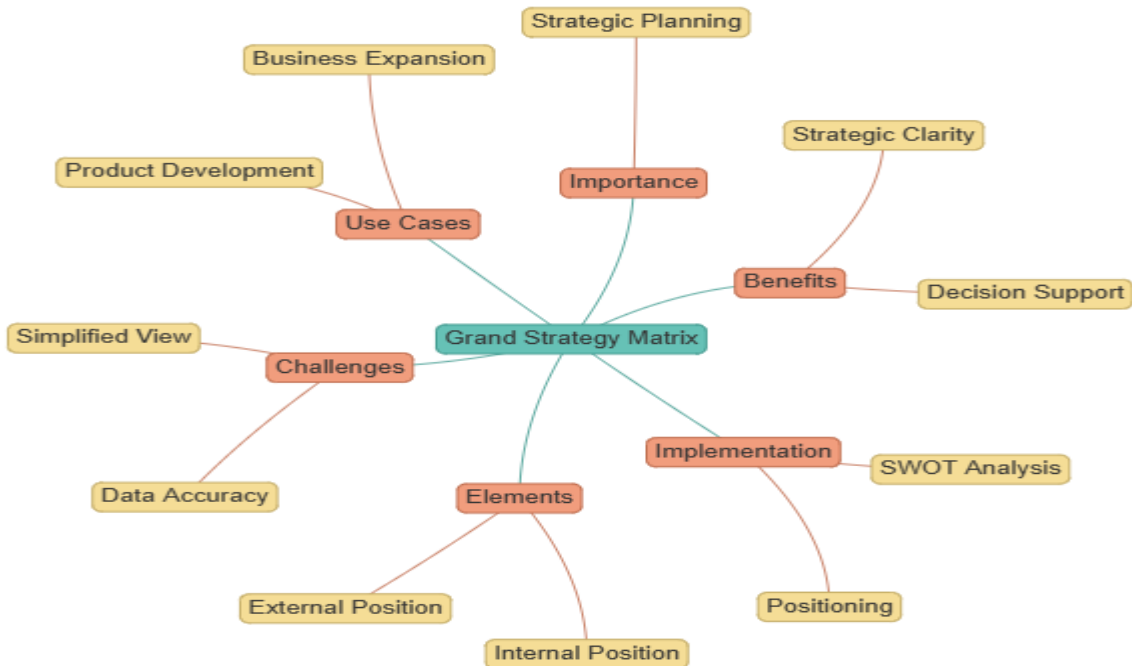 Strategic Planning
Business Expansion
Strategic Clarity
Product Development
Importance
Use Cases
Benefits
Decision Support
Simplified View
Grand Strategy Matrix
Challenges
Implementation
SWOT Analysis
Data Accuracy
Elements
External Position
Positioning
Internal Position